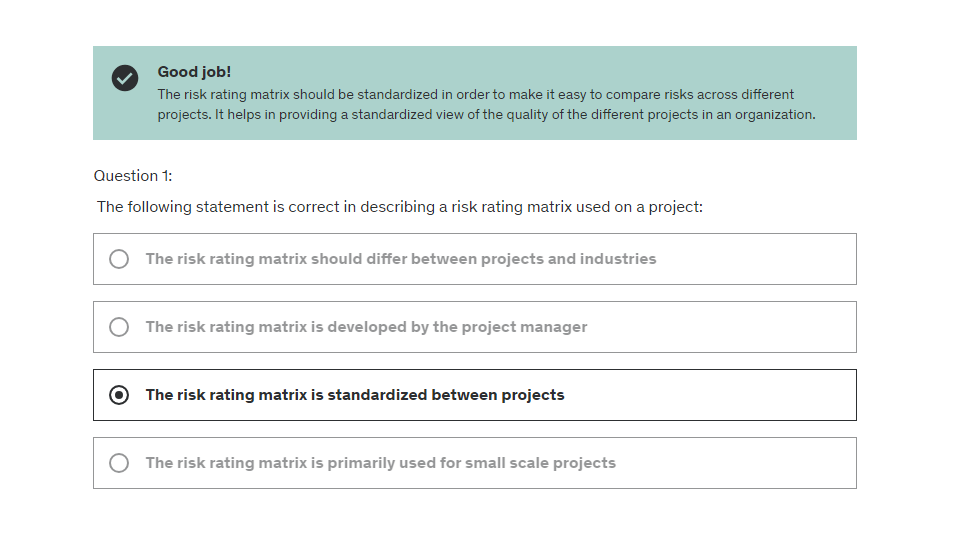 Good job!
The risk rating matrix should be standardized in order to make it easy to compare risks across different
projects. It helps in providing a standardized view of the quality of the different projects in an organization.
Question 1:
The following statement is correct in describing a risk rating matrix used on a project:
The risk rating matrix should differ between projects and industries
The risk rating matrix is developed by the project manager
The risk rating matrix is standardized between projects
The risk rating matrix is primarily used for small scale projects